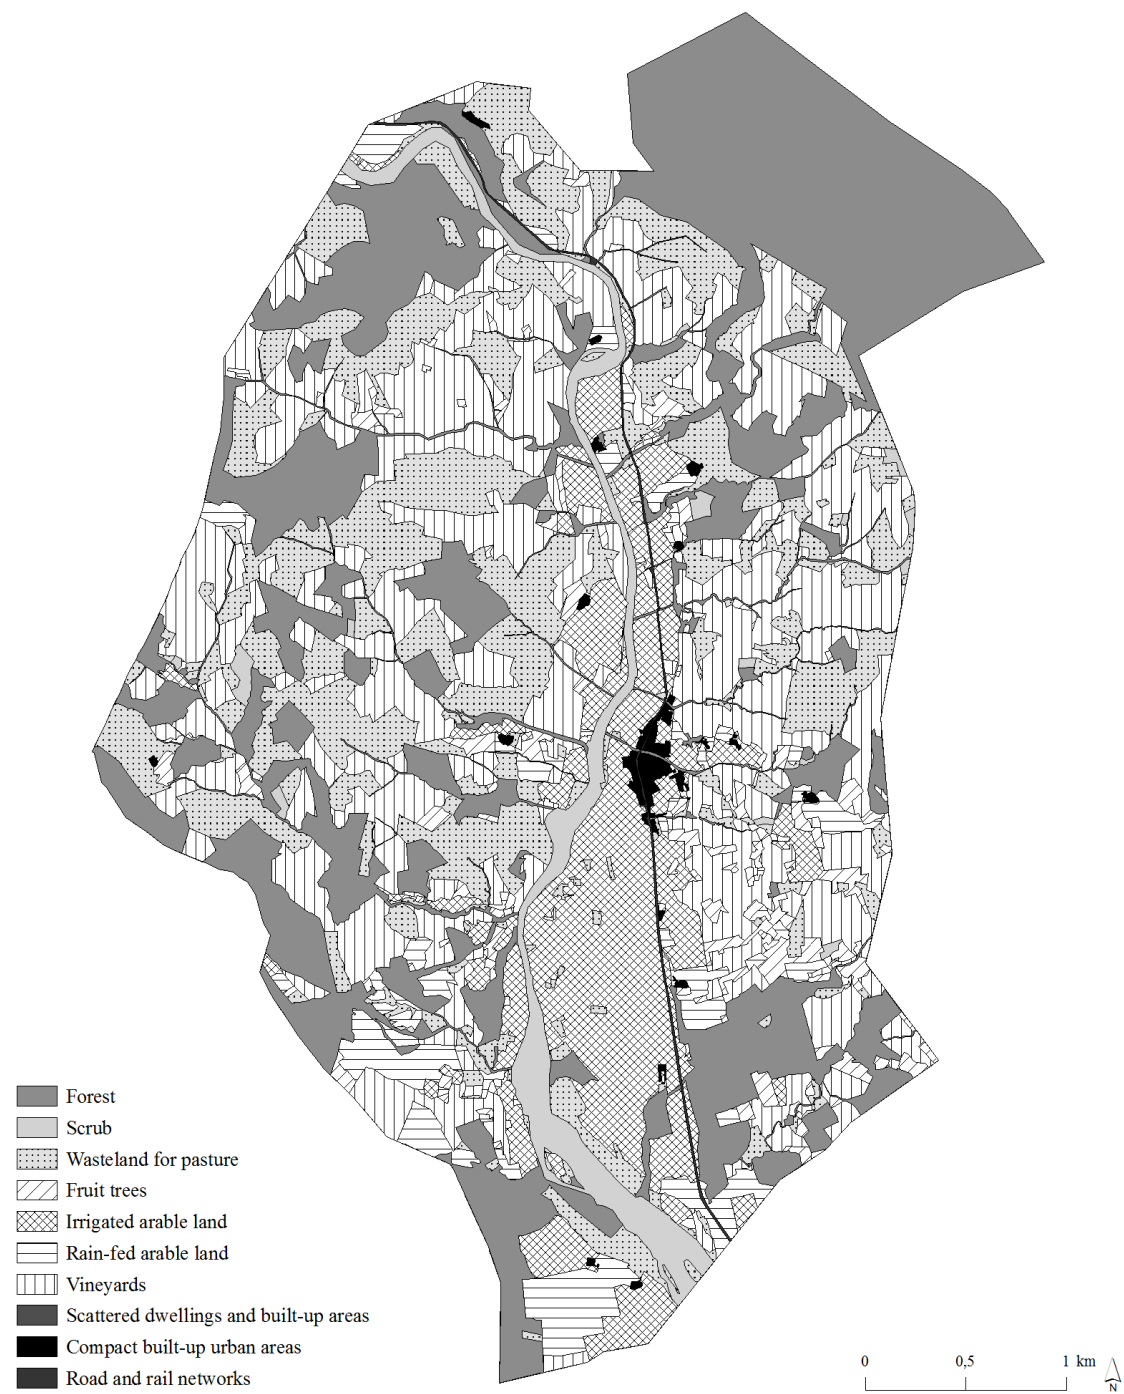 Forest
Scrub
Wasteland for pasture
Fruit trees
Irrigated arable land
Rain-fed arable land
Vineyards
Scattered dwellings and built-up areas
Compact built-up urban areas
Road and rail networks
0 0,5 1 km
N